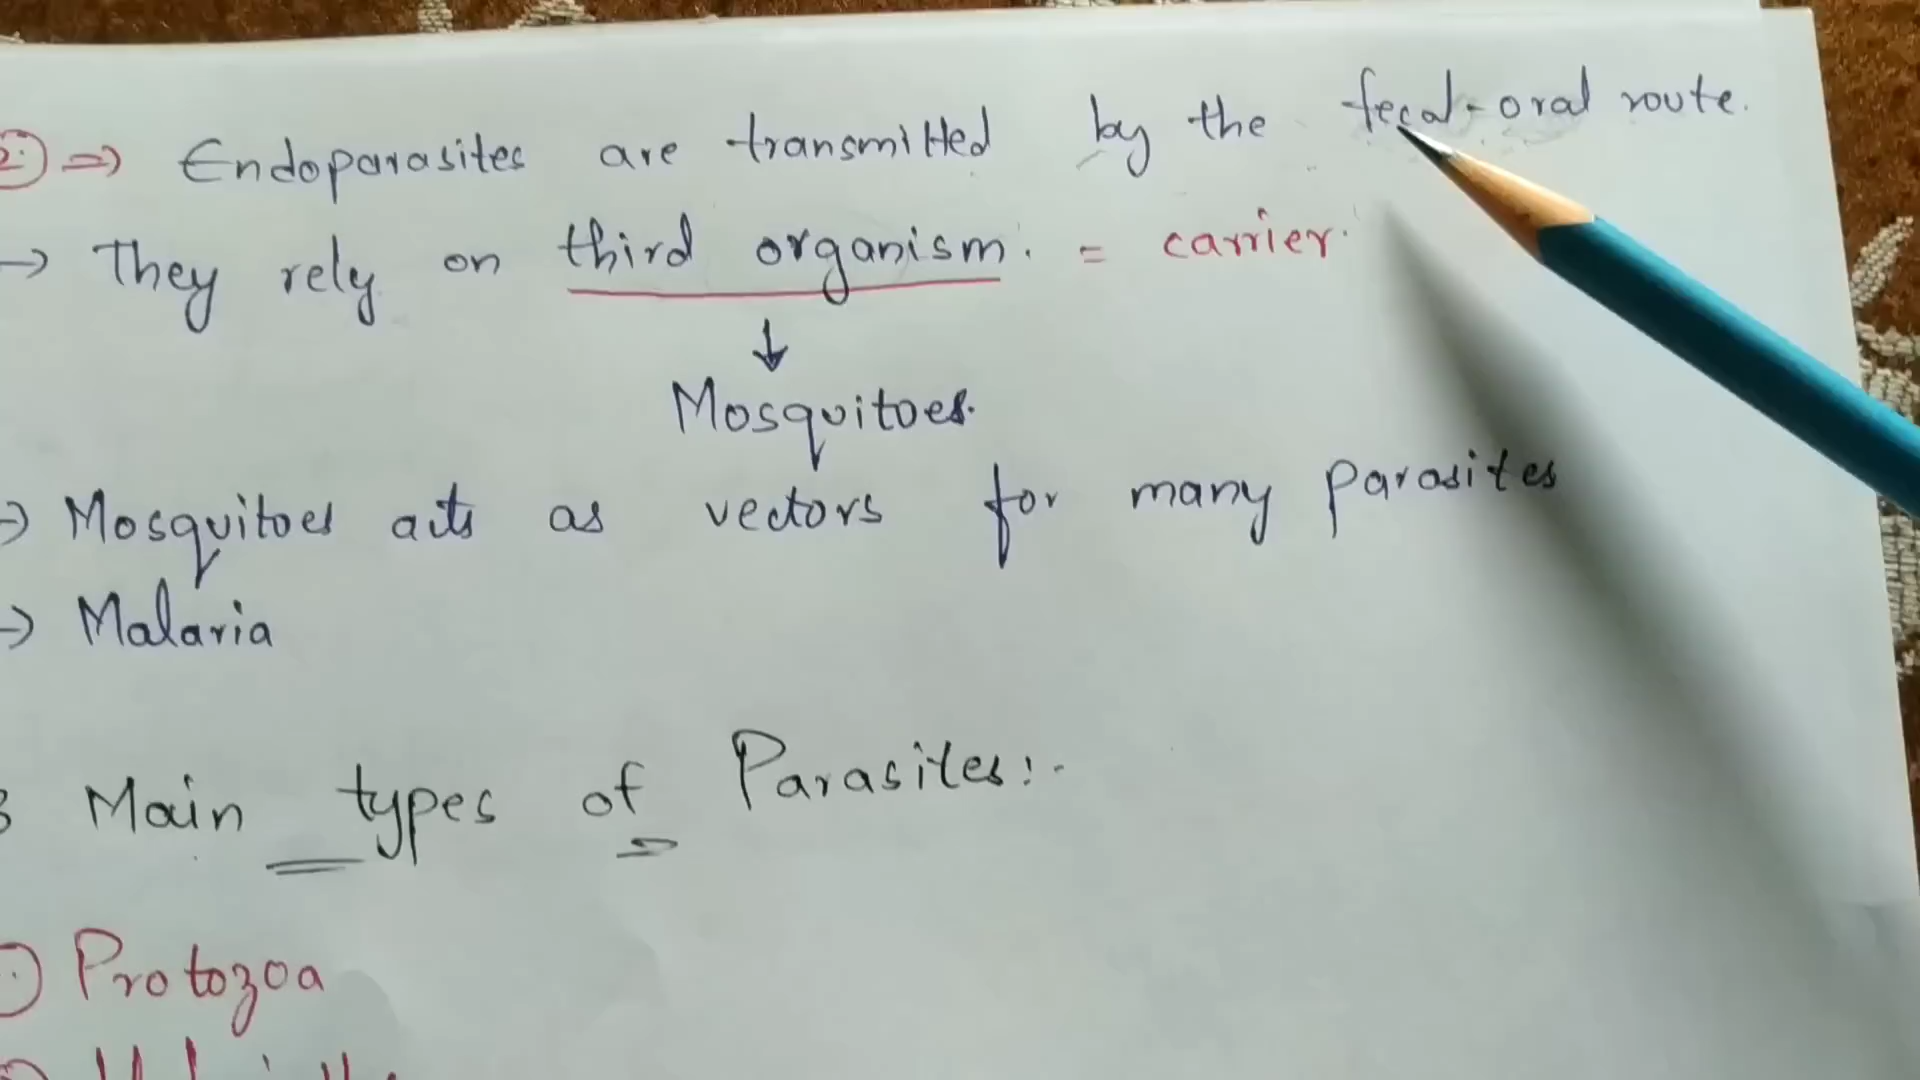 2. => Endoparasites are transmitted by the fecal-oral route.
→ They rely on third organism. = carrier.
↓
Mosquitoes.
→ Mosquitoes acts as vectors for many parasites
→ Malaria
3 Main types of Parasites:-
Protozoa